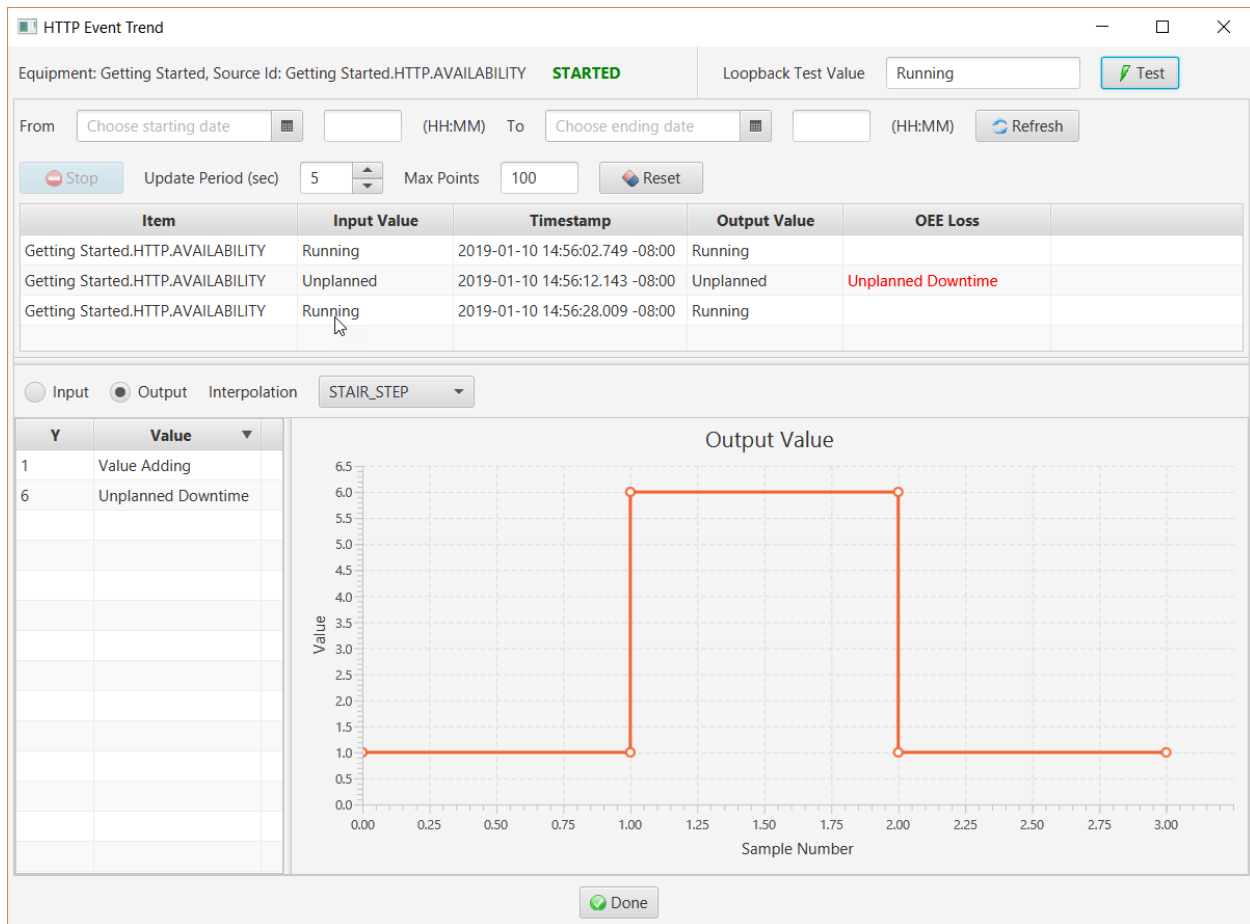 HTTP Event Trend
Equipment: Getting Started, Source Id: Getting Started.HTTP.AVAILABILITY STARTED Loopback Test Value Running Test
From Choose starting date (HH:MM) To Choose ending date (HH:MM) Refresh
Stop Update Period (sec) 5 Max Points 100 Reset
Item Input Value Timestamp Output Value OEE Loss
Getting Started.HTTP.AVAILABILITY Running 2019-01-10 14:56:02.749 -08:00 Running
Getting Started.HTTP.AVAILABILITY Unplanned 2019-01-10 14:56:12.143 -08:00 Unplanned Unplanned Downtime
Getting Started.HTTP.AVAILABILITY Running 2019-01-10 14:56:28.009 -08:00 Running
Input Output Interpolation STAIR_STEP
Y Value
1 Value Adding
6 Unplanned Downtime
Output Value
6.5
6.0
5.5
5.0
4.5
4.0
3.5
3.0
2.5
2.0
1.5
1.0
0.5
0.0
Value
0.00 0.25 0.50 0.75 1.00 1.25 1.50 1.75 2.00 2.25 2.50 2.75 3.00
Sample Number
Done